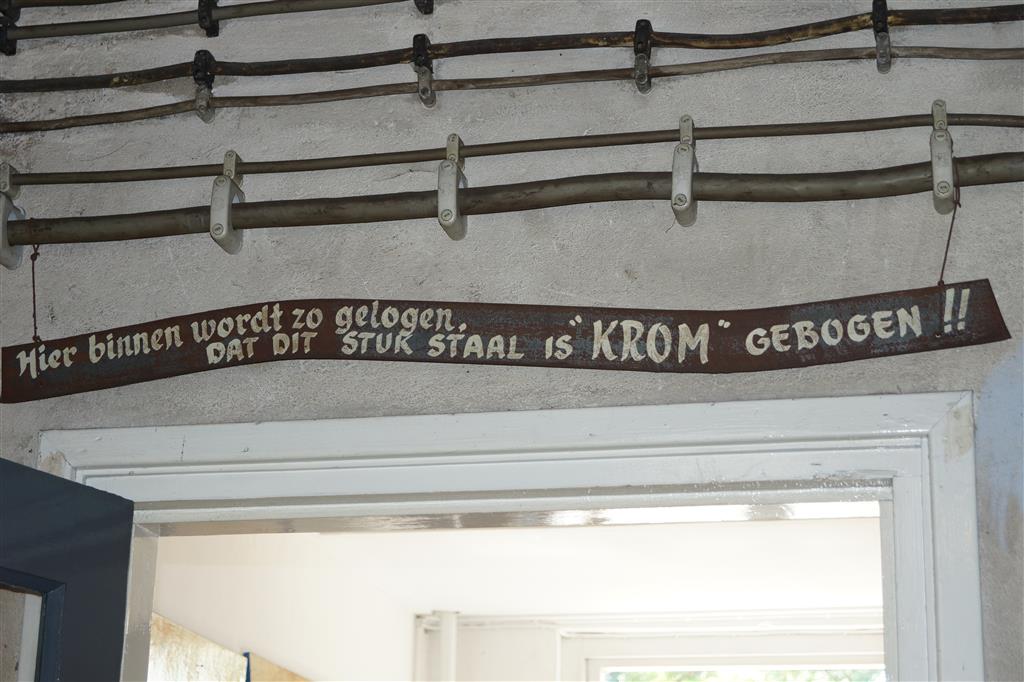 Hier binnen wordt zo gelogen,
DAT DIT STUK STAAL IS "KROM" GEBOGEN !!